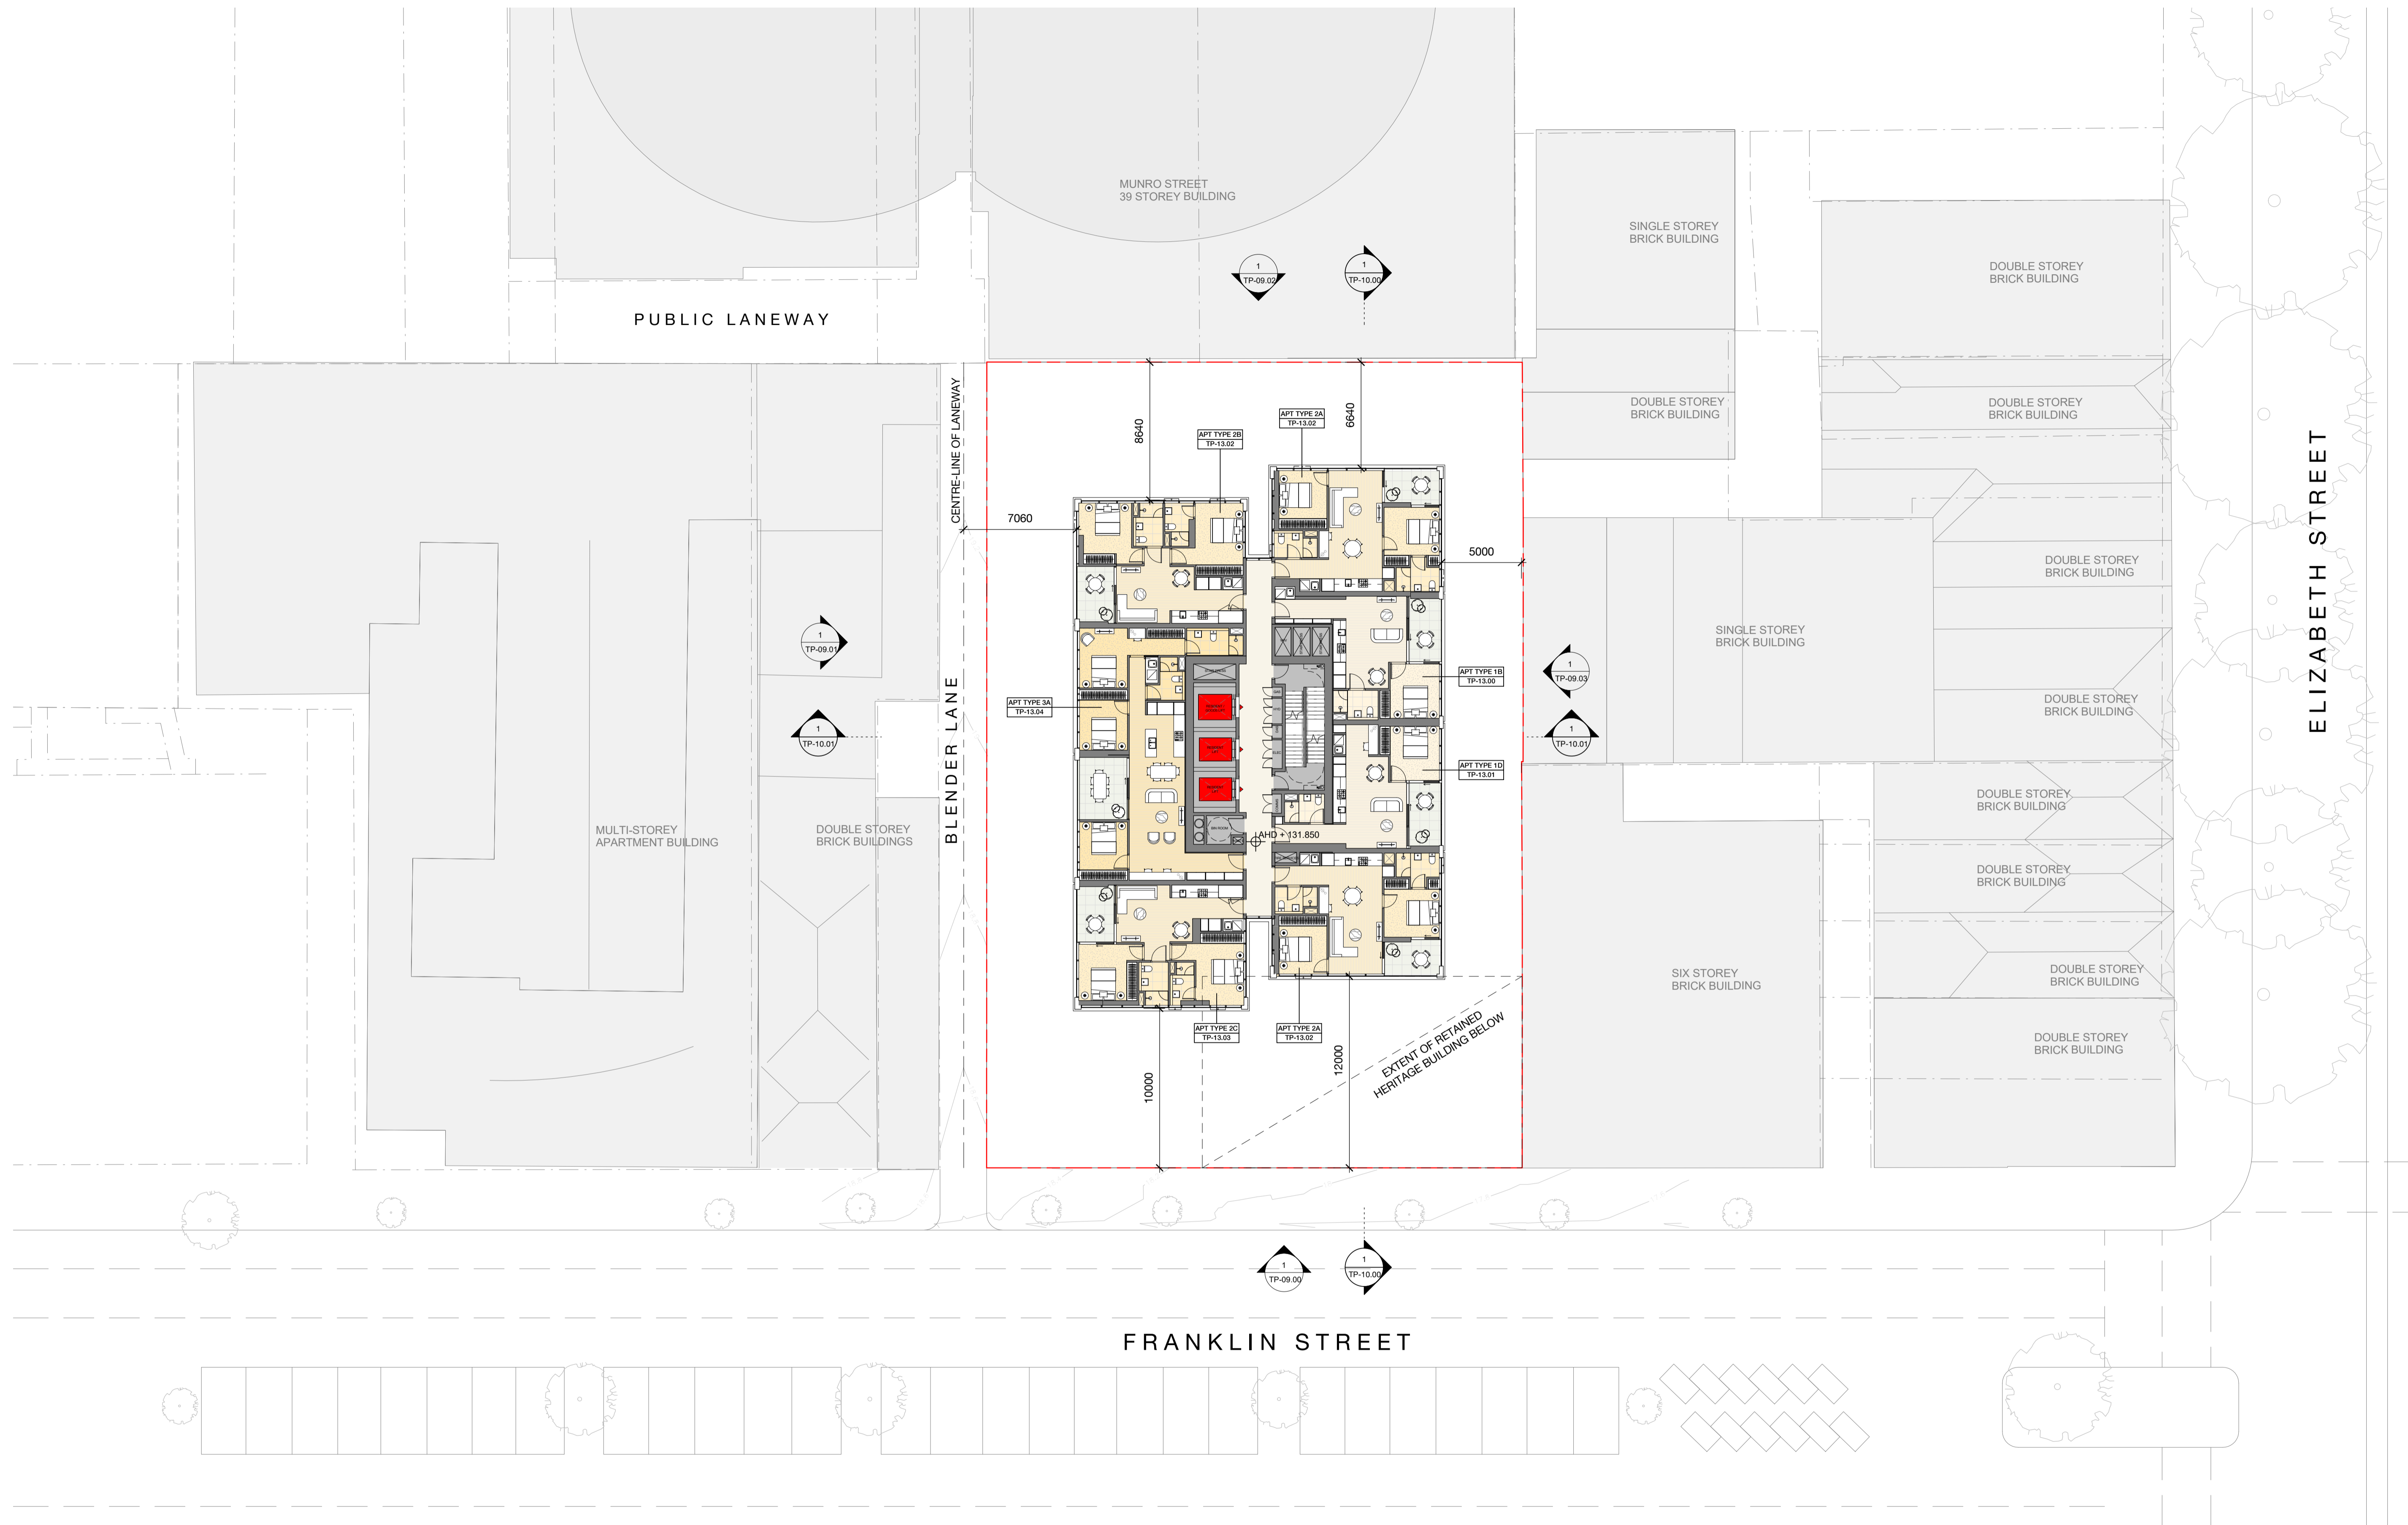 MUNRO STREET
39 STOREY BUILDING
SINGLE STOREY
BRICK BUILDING
DOUBLE STOREY
BRICK BUILDING
1
TP-09.02
1
TP-10.00
PUBLIC LANEWAY
CENTRE-LINE OF LANEWAY
8640
6640
APT TYPE 2A
TP-13.02
APT TYPE 2B
TP-13.02
DOUBLE STOREY
BRICK BUILDING
DOUBLE STOREY
BRICK BUILDING
ELIZABETH STREET
7060
5000
DOUBLE STOREY
BRICK BUILDING
1
TP-09.01
SINGLE STOREY
BRICK BUILDING
1
TP-09.03
APT TYPE 1B
TP-13.00
DOUBLE STOREY
BRICK BUILDING
APT TYPE 3A
TP-13.04
BLENDER LANE
1
TP-10.01
1
TP-10.01
APT TYPE 1D
TP-13.01
DOUBLE STOREY
BRICK BUILDING
MULTI-STOREY
APARTMENT BUILDING
DOUBLE STOREY
BRICK BUILDINGS
AHD + 131.850
DOUBLE STOREY
BRICK BUILDING
SIX STOREY
BRICK BUILDING
DOUBLE STOREY
BRICK BUILDING
APT TYPE 2C
TP-13.03
APT TYPE 2A
TP-13.02
EXTENT OF RETAINED
HERITAGE BUILDING BELOW
DOUBLE STOREY
BRICK BUILDING
10000
12000
1
TP-09.00
1
TP-10.00
FRANKLIN STREET